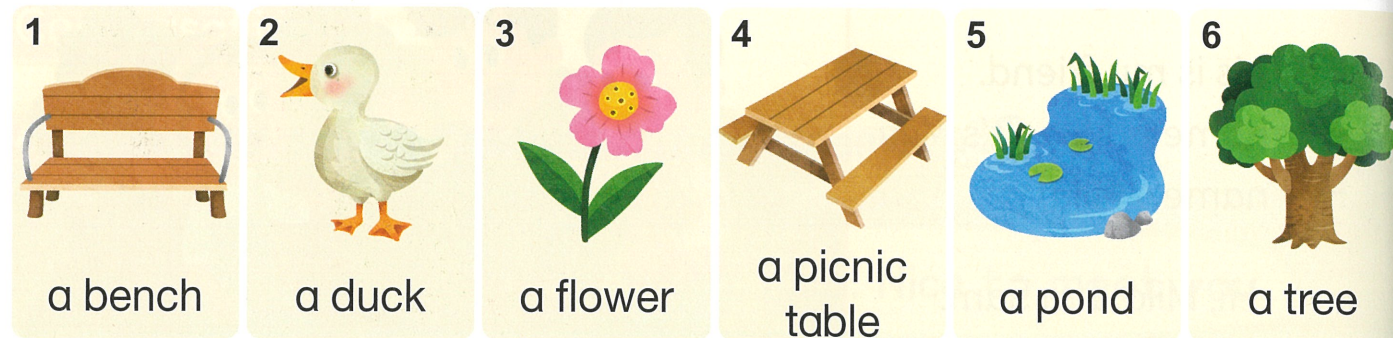 1
a bench
2
a duck
3
a flower
4
a picnic
table
5
a pond
6
a tree